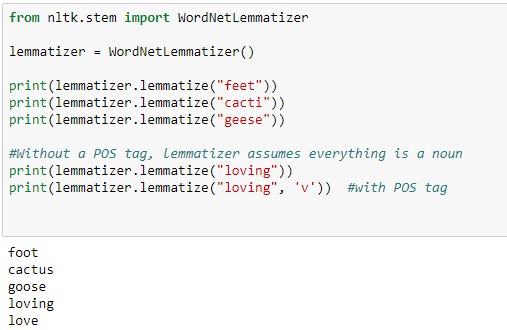 from nltk.stem import WordNetLemmatizer
lemmatizer = WordNetLemmatizer()
print(lemmatizer.lemmatize("feet"))
print(lemmatizer.lemmatize("cacti"))
print(lemmatizer.lemmatize("geese"))
#Without a POS tag, lemmatizer assumes everything is a noun
print(lemmatizer.lemmatize("loving"))
print(lemmatizer.lemmatize("loving", 'v'))  #with POS tag
foot
cactus
goose
loving
love